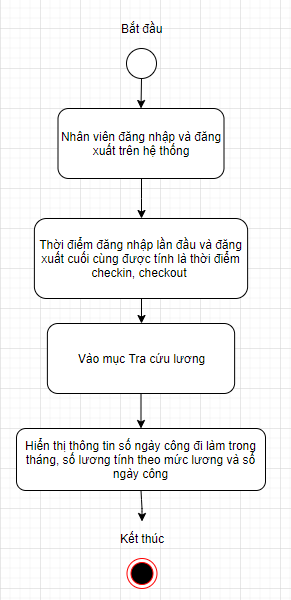 Bắt đầu
Nhân viên đăng nhập và đăng
xuất trên hệ thống
Thời điểm đăng nhập lần đầu và đăng
xuất cuối cùng được tính là thời điểm
checkin, checkout
Vào mục Tra cứu lương
Hiển thị thông tin số ngày công đi làm trong
tháng, số lương tính theo mức lương và số
ngày công
Kết thúc